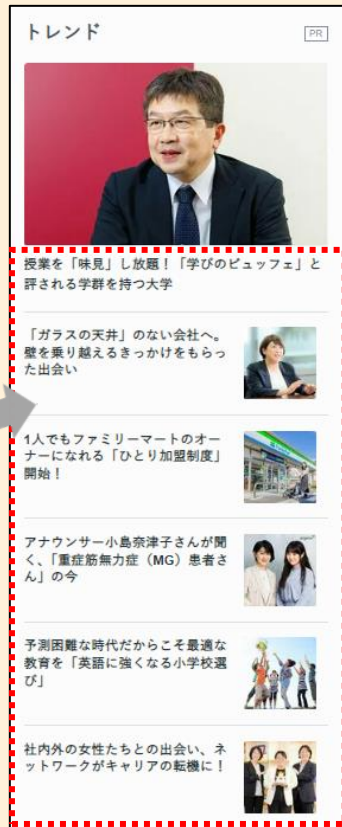 トレンド
PR
授業を「味見」し放題！「学びのビュッフェ」と
評される学群を持つ大学
「ガラスの天井」のない会社へ。
壁を乗り越えるきっかけをもらっ
た出会い
1人でもファミリーマートのオー
ナーになれる「ひとり加盟制度」
開始！
アナウンサー小島奈津子さんが聞
く、「重症筋無力症（MG）患者さ
ん」の今
予測困難な時代だからこそ最適な
教育を「英語に強くなる小学校選
び」
社内外の女性たちとの出会い、ネ
ットワークがキャリアの転機に！